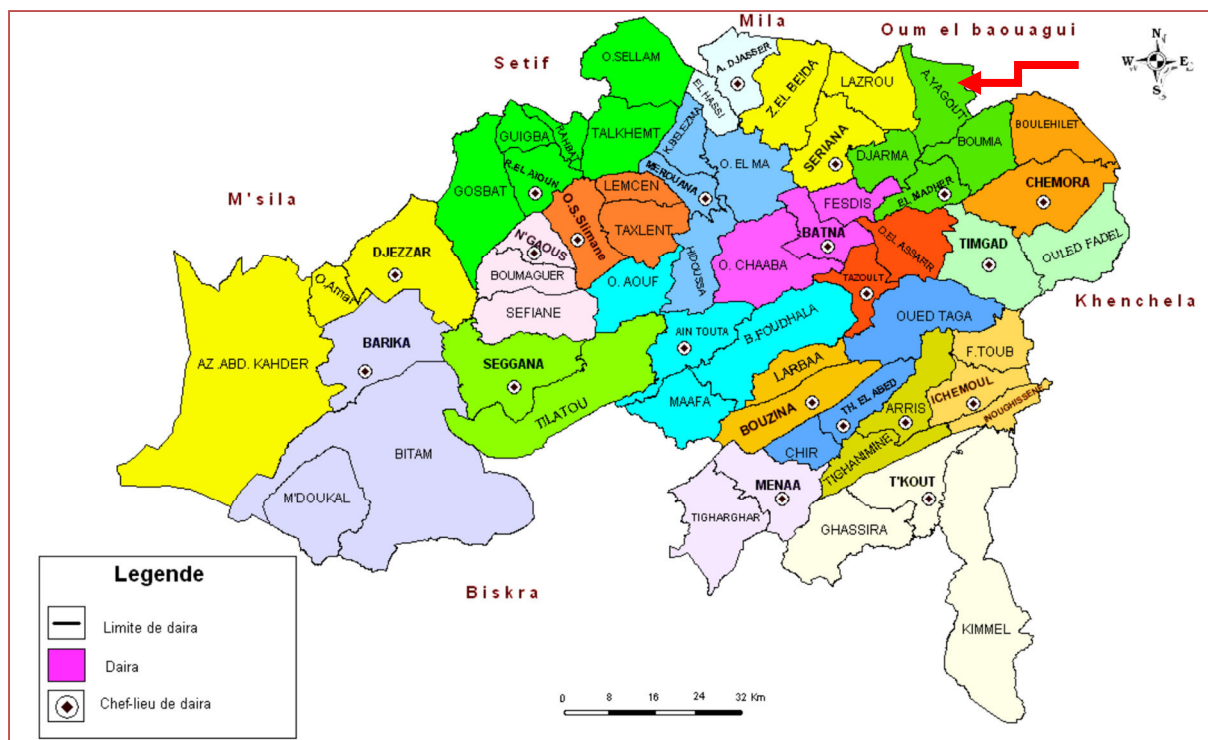 Mila
Oum el baouagui
Setif
M'sila
Khenchela
Biskra
N
W
E
S
O.SELLAM
A. DJASSER
EL HASSI
Z.EL BEIDA
LAZROU
A.YAGOUT
GUIGBA
RAHBAT
TALKHEMT
K.BELEZMA
SERIANA
DJARMA
BOUMIA
BOULEHILET
GOSBAT
R.EL AIOUN
MEROUANA
O. EL MA
EL MADHER
CHEMORA
LEMCEN
O.S.Slimane
TAXLENT
FESDIS
BATNA
D.EL ASSAFR
TIMGAD
OULED FADEL
DJEZZAR
N'GAOUS
BOUMAGUER
HIDOUSSA
O. CHAABA
TAZOULT
O.Amar
O. AOUF
SEFIANE
OUED TAGA
AZ.ABD. KAHDER
BARIKA
SEGGANA
AIN TOUTA
B.FOUDHALA
F.TOUB
LARBAA
TILATOU
MAAFA
BOUZINA
TH. EL ABED
ARRIS
ICHEMOUL
INOUGHISSENE
BITAM
CHIR
TIGHANIMINE
M'DOUKAL
MENAA
T'KOUT
TIGHARGHAR
GHASSIRA
KIMMEL
Legende
Limite de daira
Daira
Chef-lieu de daira
0 8 16 24 32 Km